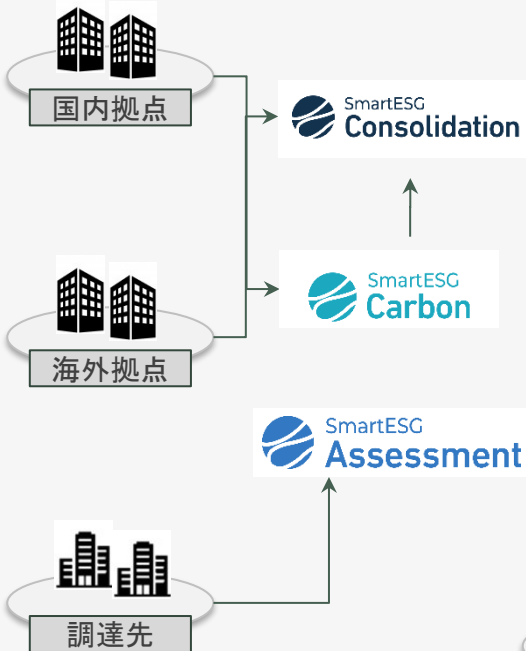 国内拠点
SmartESG
Consolidation
SmartESG
Carbon
海外拠点
SmartESG
Assessment
調達先